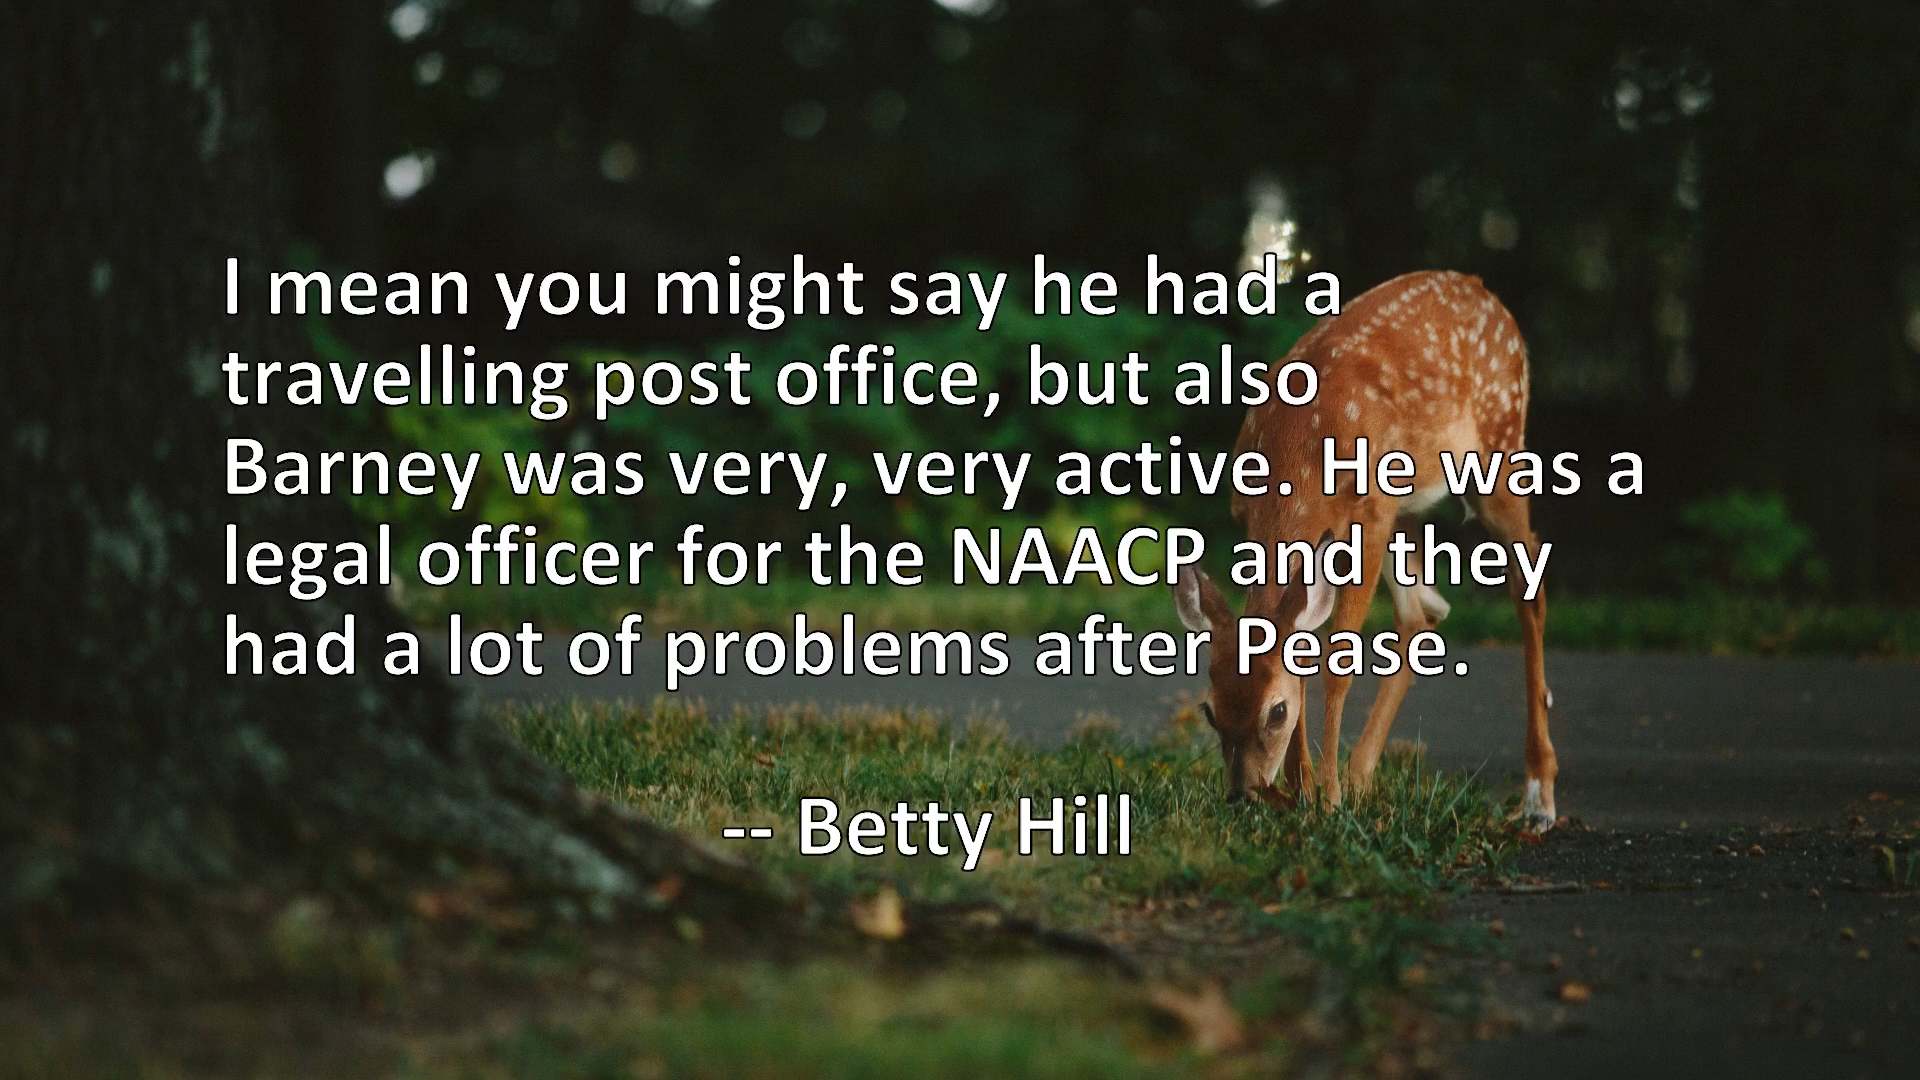 I mean you might say he had a
travelling post office, but also
Barney was very, very active. He was a
legal officer for the NAACP and they
had a lot of problems after Pease.
-- Betty Hill